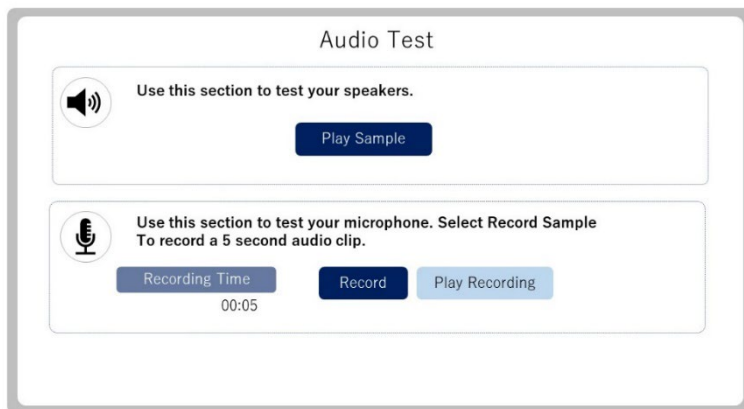 Audio Test
Use this section to test your speakers.
Play Sample
Use this section to test your microphone. Select Record Sample
To record a 5 second audio clip.
Recording Time
Record
Play Recording
00:05